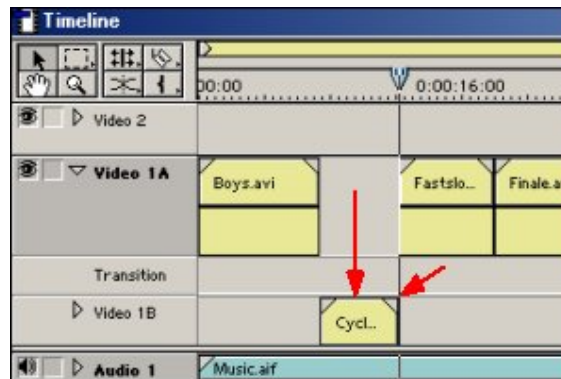 Timeline
00:00 0:00:16:00
Video 2
Video 1A Boys.avi Fastslo... Finale.a
Transition
Video 1B Cycl...
Audio 1 Music.aif